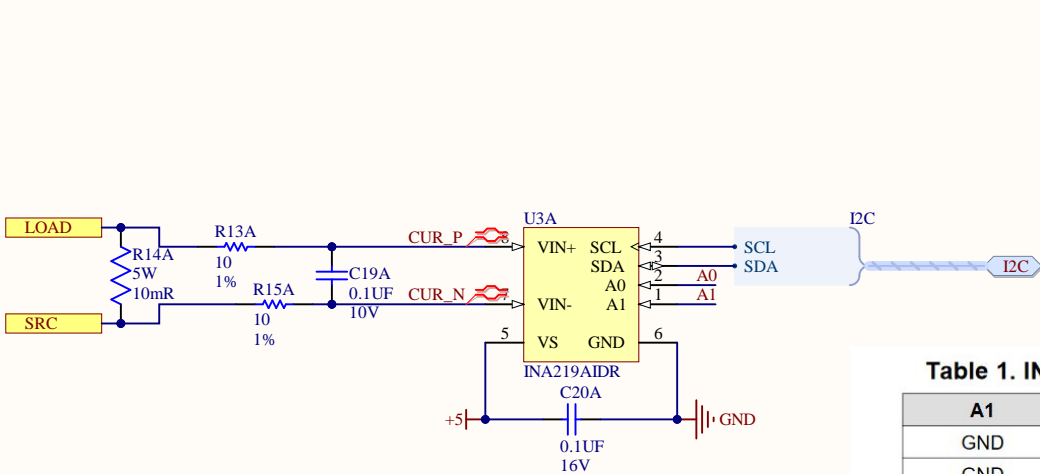 LOAD
SRC
R14A
5W
10mR
R13A
10
1%
R15A
10
1%
C19A
0.1UF
10V
CUR_P
CUR_N
U3A
VIN+
SCL
4
SDA
3
A0
2
A0
VIN-
A1
1
A1
5
VS
GND
6
INA219AIDR
C20A
0.1UF
16V
+5
GND
I2C
SCL
SDA
I2C
Table 1. IN
A1
GND
GND